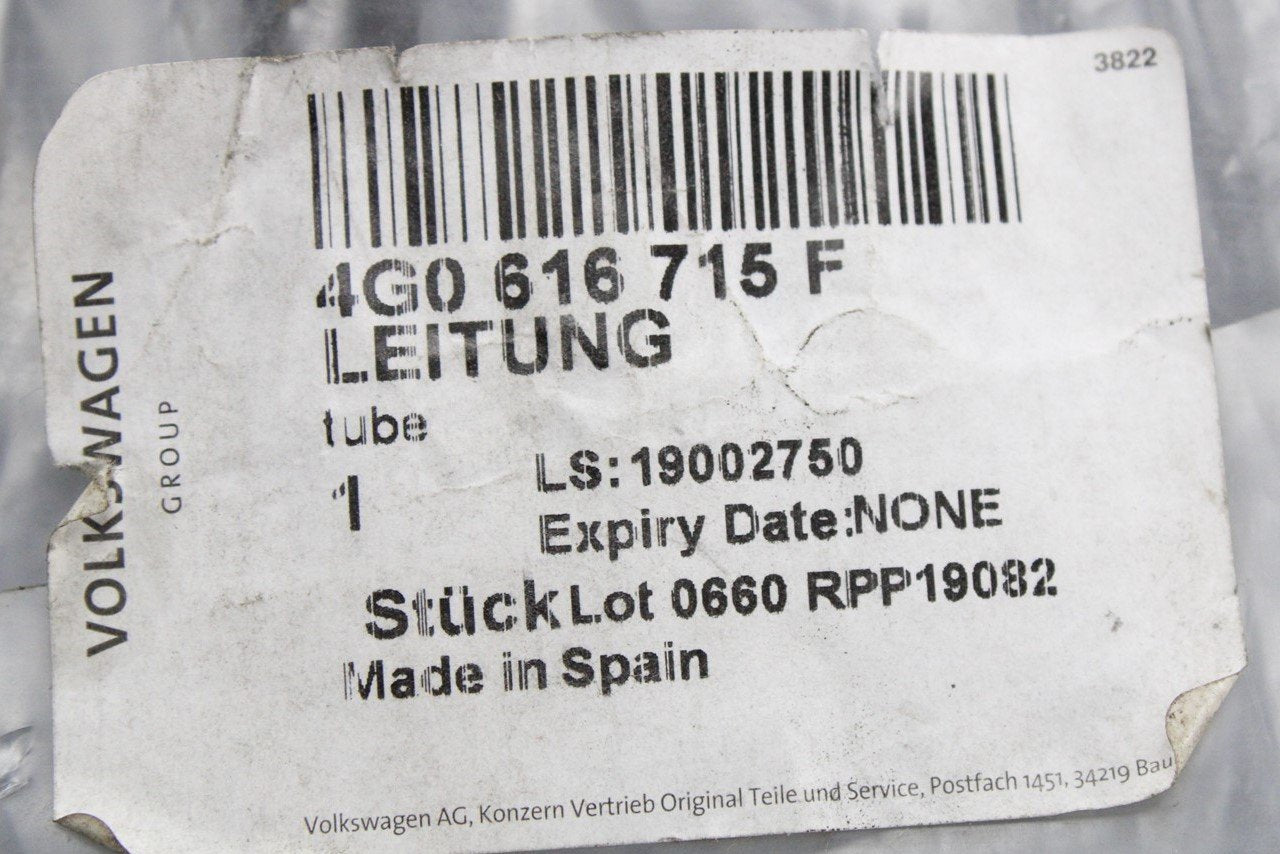 3822
4G0 616 715 F
LEITUNG
tube
1
LS: 19002750
Expiry Date:NONE
Stück Lot 0660 RPP19082
Made in Spain
VOLKSWAGEN
GROUP
Volkswagen AG, Konzern Vertrieb Original Teile und Service, Postfach 1451, 34219 Bau